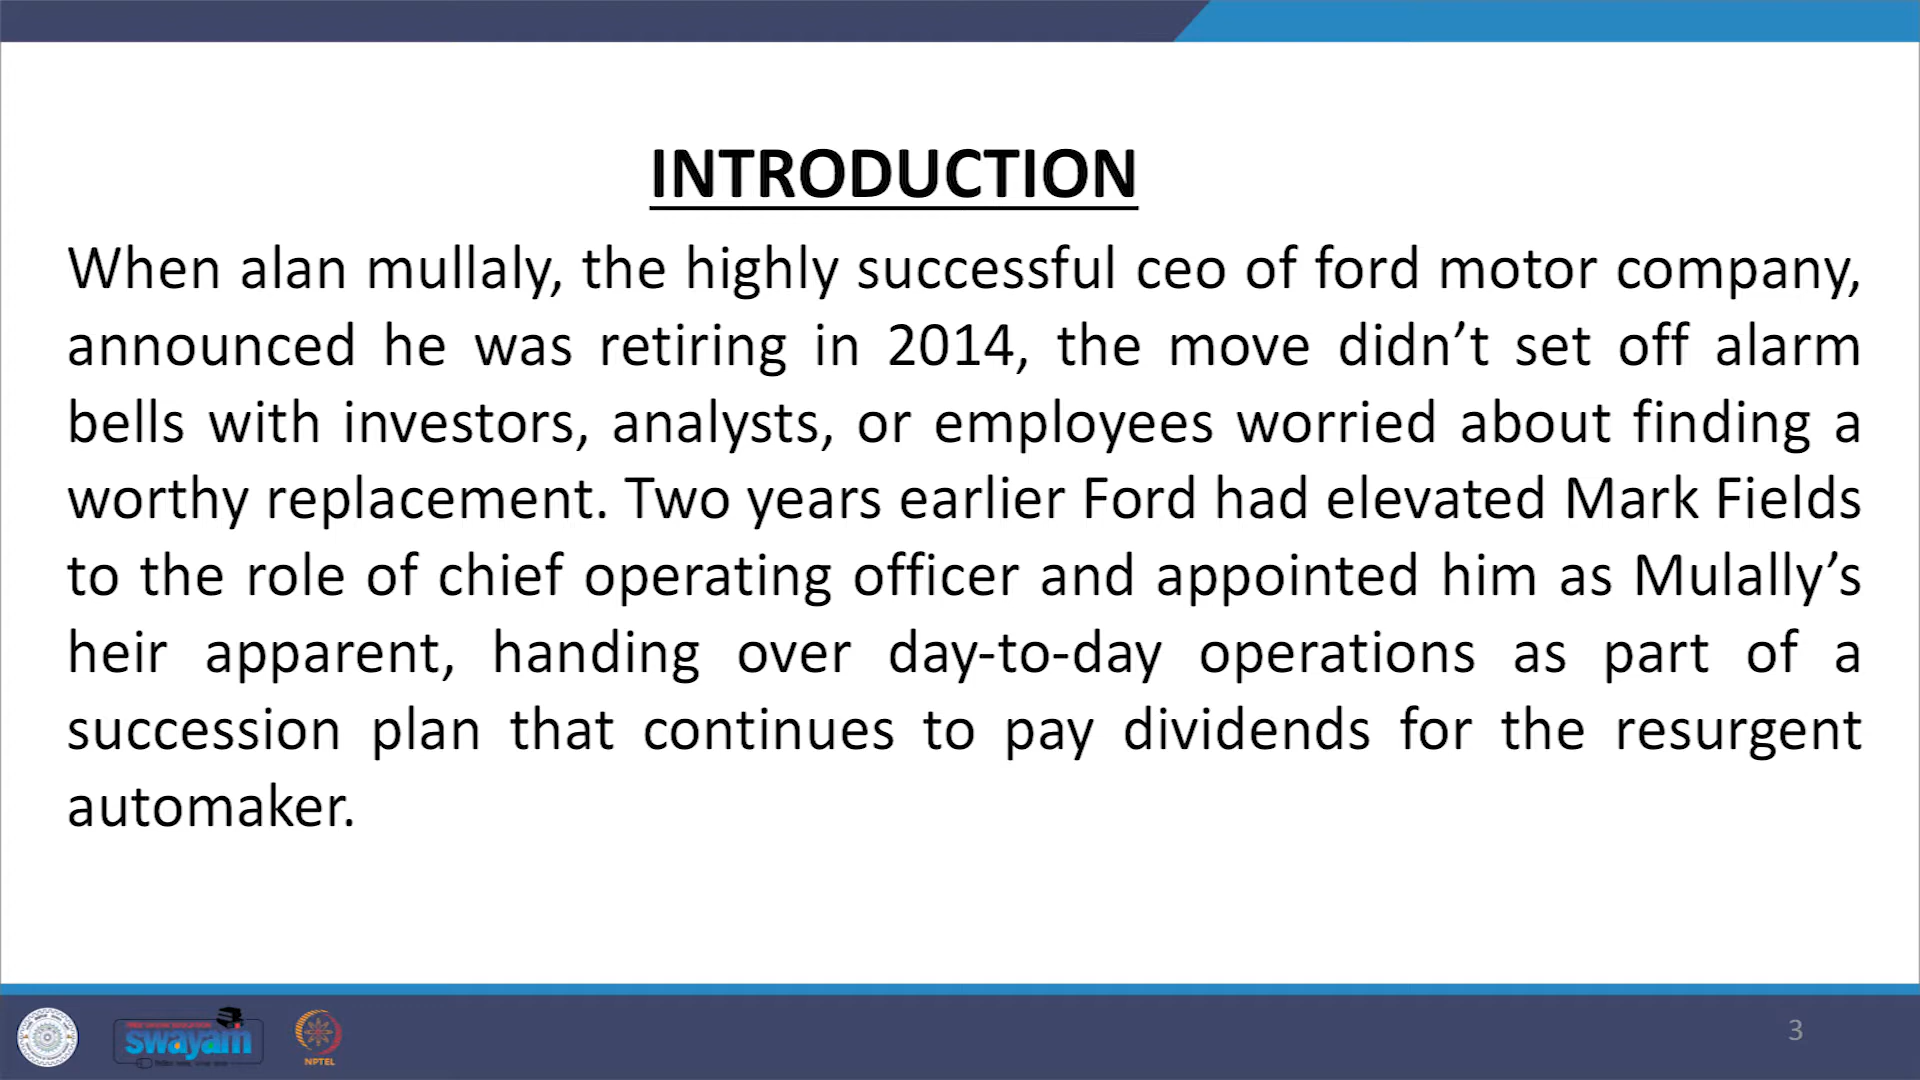 INTRODUCTION
When alan mullaly, the highly successful ceo of ford motor company,
announced he was retiring in 2014, the move didn’t set off alarm
bells with investors, analysts, or employees worried about finding a
worthy replacement. Two years earlier Ford had elevated Mark Fields
to the role of chief operating officer and appointed him as Mulally’s
heir apparent, handing over day-to-day operations as part of a
succession plan that continues to pay dividends for the resurgent
automaker.
swayam
NPTEL
3